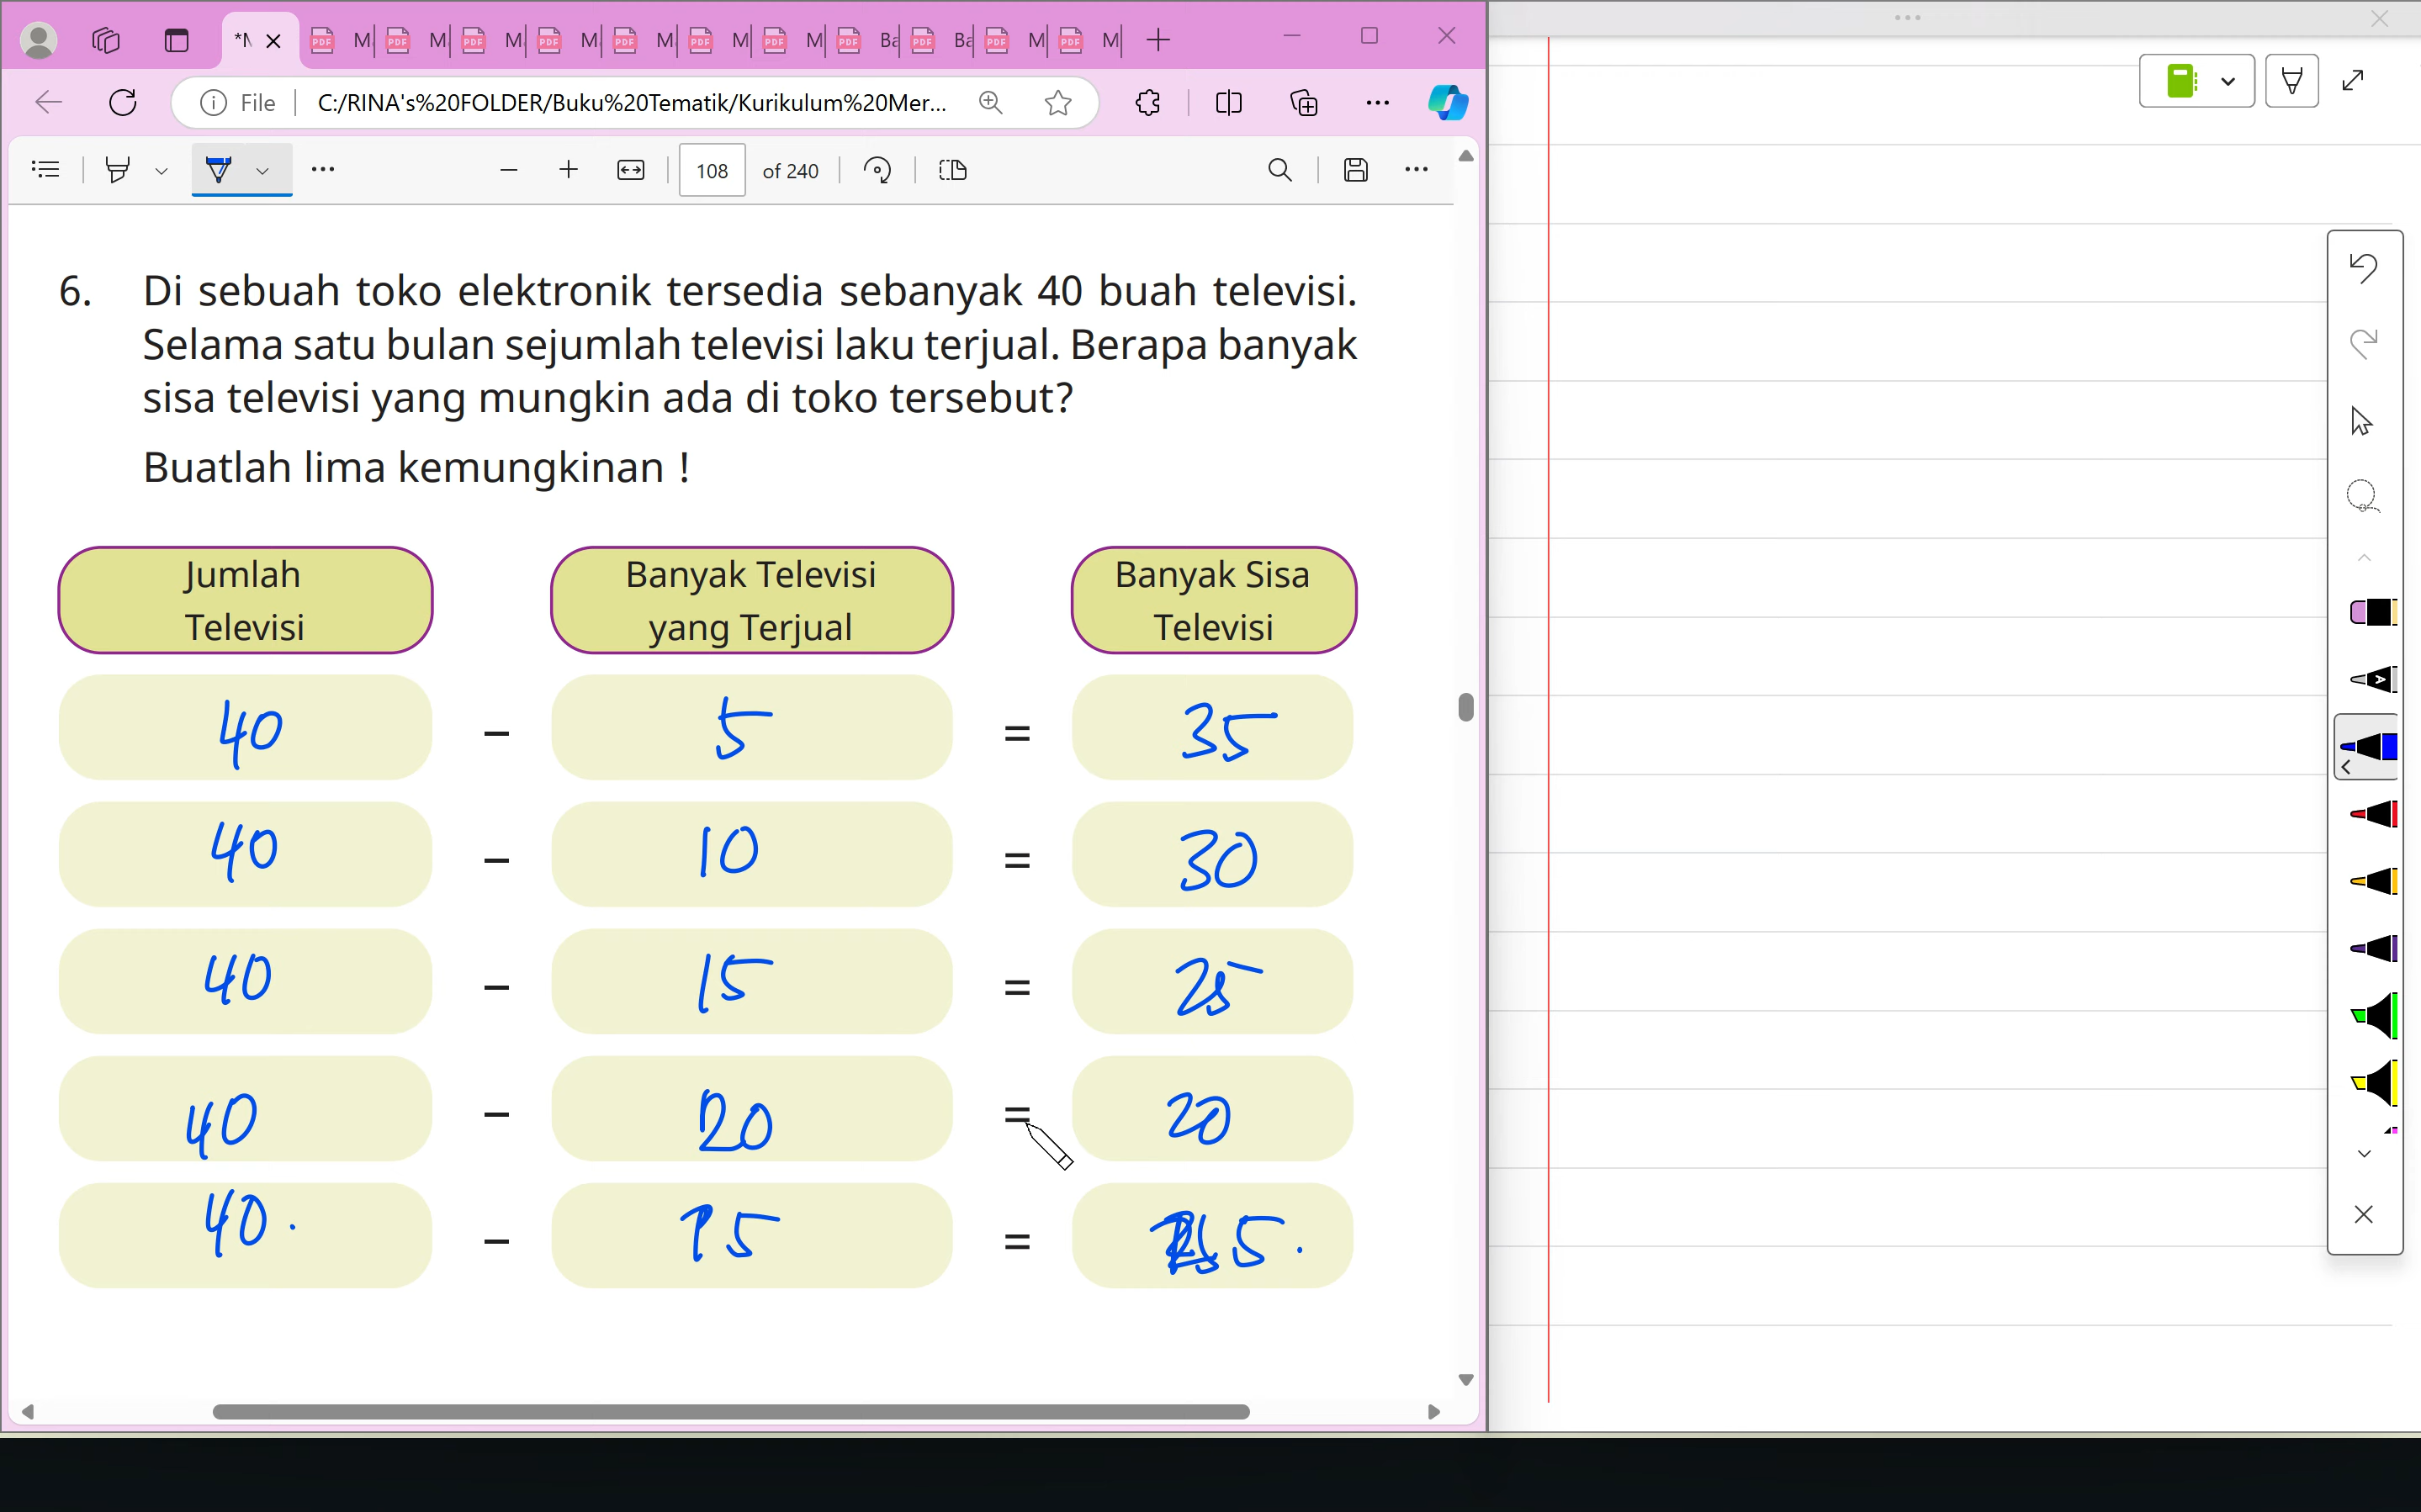 *M
M
M
M
M
M
M
M
Ba
Ba
M
M
File
C:/RINA's%20FOLDER/Buku%20Tematik/Kurikulum%20Mer...
108 of 240
6. Di sebuah toko elektronik tersedia sebanyak 40 buah televisi.
Selama satu bulan sejumlah televisi laku terjual. Berapa banyak
sisa televisi yang mungkin ada di toko tersebut?
Buatlah lima kemungkinan !
Jumlah
Televisi
Banyak Televisi
yang Terjual
Banyak Sisa
Televisi
40 – 5 = 35
40 – 10 = 30
40 – 15 = 25
40 – 20 = 20
40. – 15 =